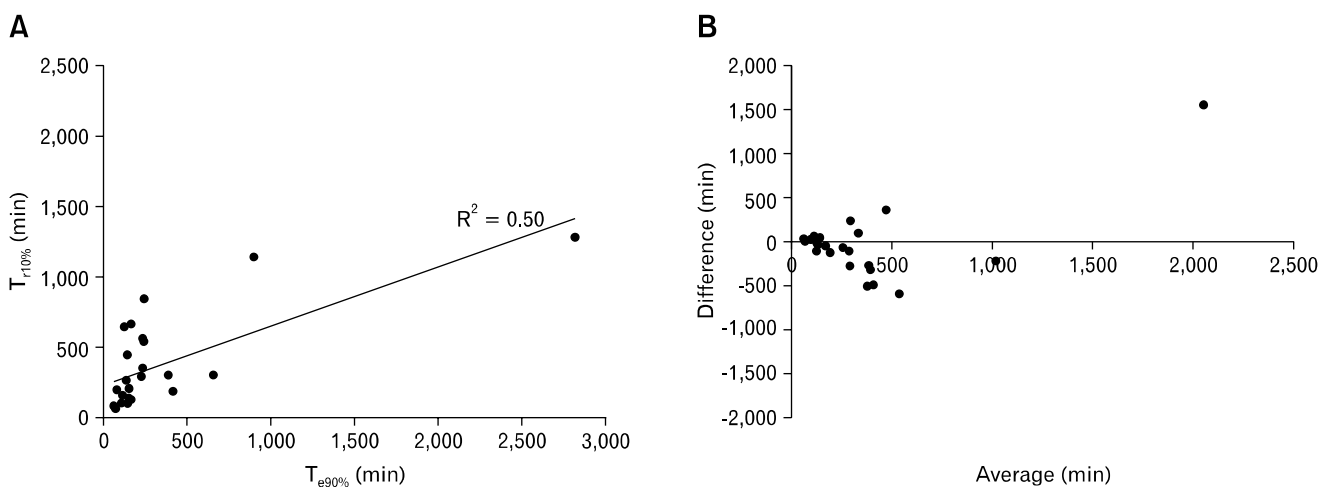 A
2,500
2,000
1,500
1,000
500
0
T_r10% (min)
R² = 0.50
0 500 1,000 1,500 2,000 2,500 3,000
T_e90% (min)
B
2,000
1,500
1,000
500
0
-500
-1,000
-1,500
-2,000
Difference (min)
0 500 1,000 1,500 2,000 2,500
Average (min)